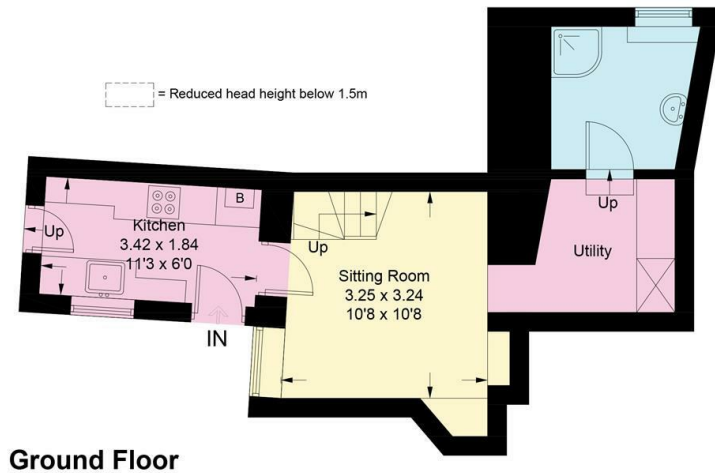 = Reduced head height below 1.5m
B
Up
Kitchen
3.42 x 1.84
11'3 x 6'0
IN
Up
Sitting Room
3.25 x 3.24
10'8 x 10'8
Up
Utility
Ground Floor